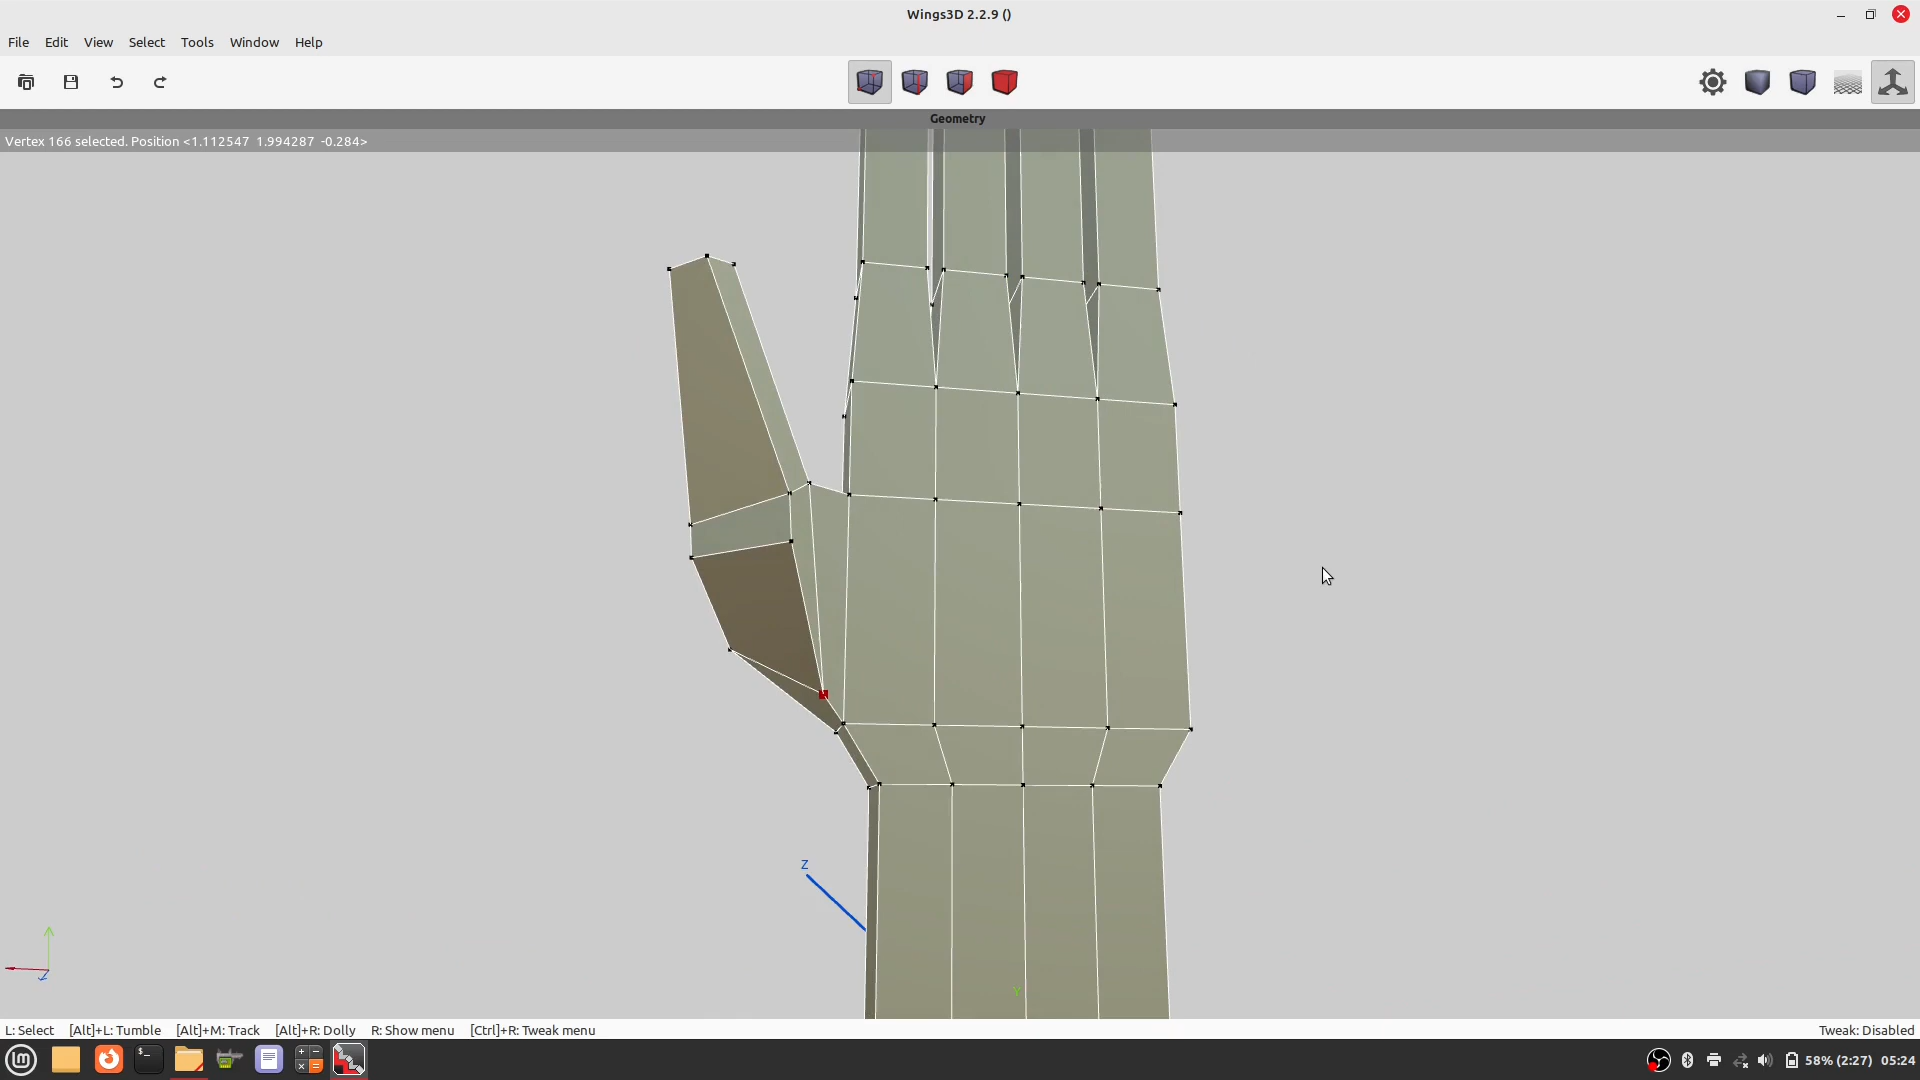 Wings3D 2.2.9 ()
File Edit View Select Tools Window Help
Geometry
Vertex 166 selected. Position <1.112547 1.994287 -0.284>
Z
Y
L: Select [Alt]+L: Tumble [Alt]+M: Track [Alt]+R: Dolly R: Show menu [Ctrl]+R: Tweak menu Tweak: Disabled
58% (2:27) 05:24